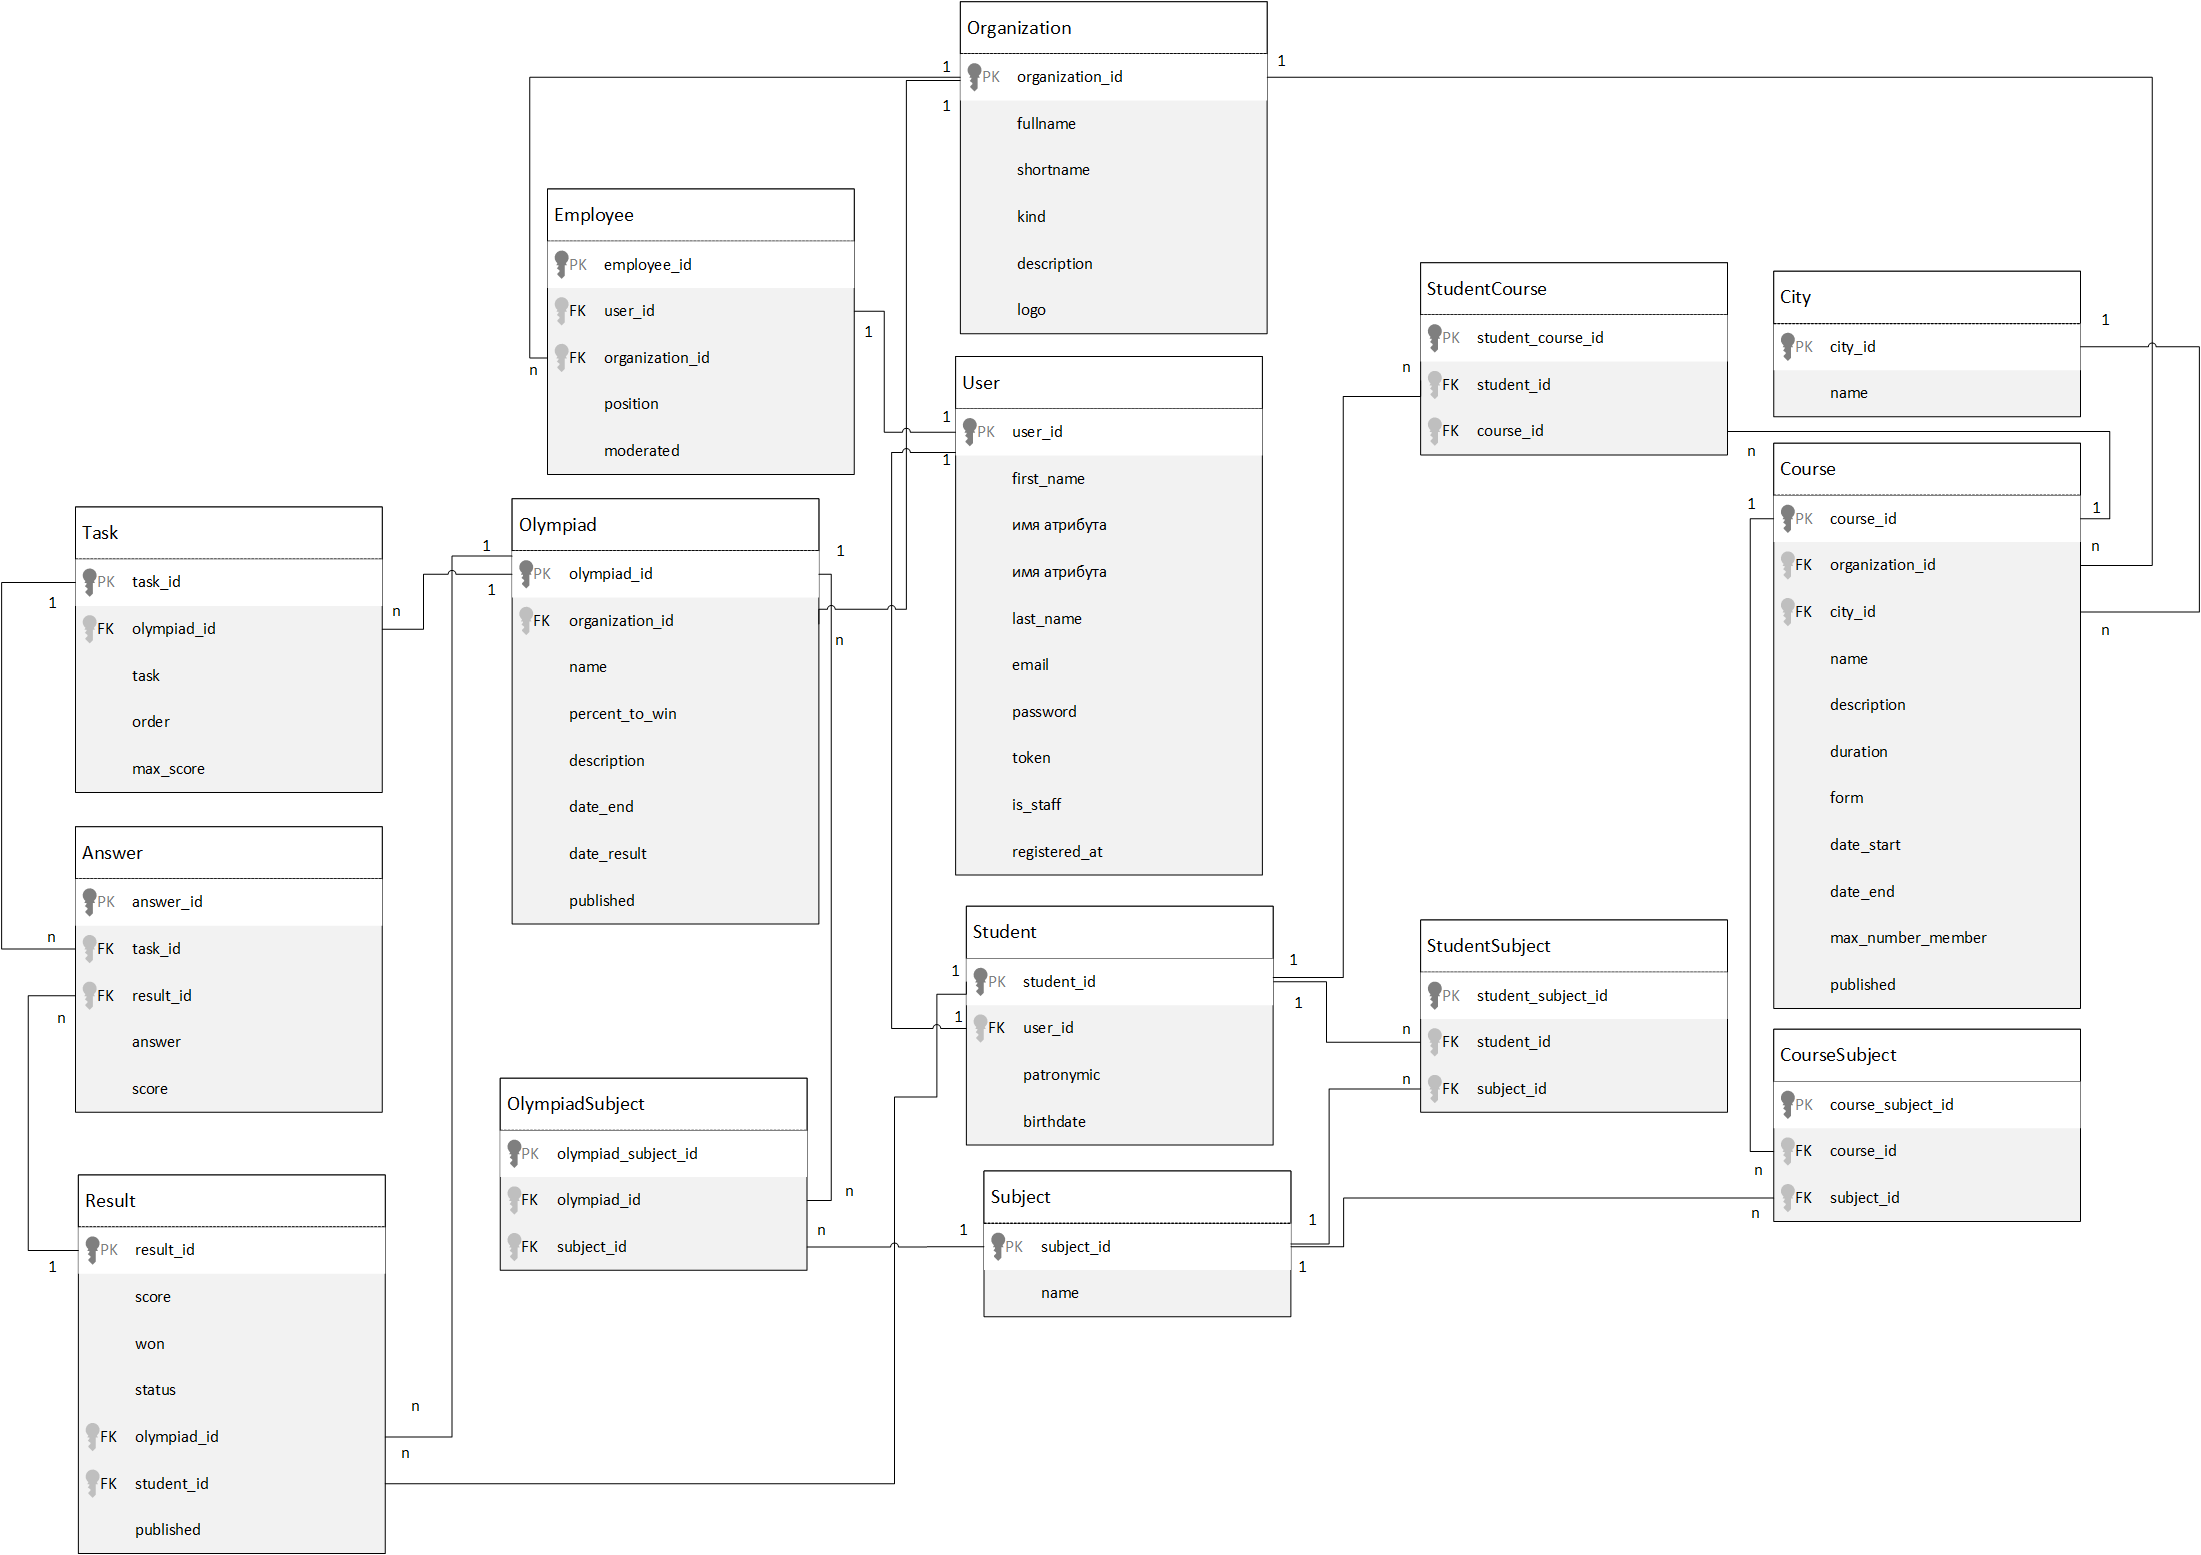 Organization
PK organization_id
fullname
shortname
kind
description
logo
1
1
1
Employee
PK employee_id
FK user_id
FK organization_id
position
moderated
1
n
User
PK user_id
first_name
имя атрибута
имя атрибута
last_name
email
password
token
is_staff
registered_at
1
1
StudentCourse
PK student_course_id
FK student_id
FK course_id
n
n
City
PK city_id
name
1
Course
PK course_id
FK organization_id
FK city_id
name
description
duration
form
date_start
date_end
max_number_member
published
1
1
n
n
Task
PK task_id
FK olympiad_id
task
order
max_score
1
n
Olympiad
PK olympiad_id
FK organization_id
name
percent_to_win
description
date_end
date_result
published
1
1
1
n
Answer
PK answer_id
FK task_id
FK result_id
answer
score
n
n
Student
PK student_id
FK user_id
patronymic
birthdate
1
1
1
1
StudentSubject
PK student_subject_id
FK student_id
FK subject_id
n
n
CourseSubject
PK course_subject_id
FK course_id
FK subject_id
n
n
OlympiadSubject
PK olympiad_subject_id
FK olympiad_id
FK subject_id
n
n
Subject
PK subject_id
name
1
1
1
Result
PK result_id
score
won
status
FK olympiad_id
FK student_id
published
1
n
n